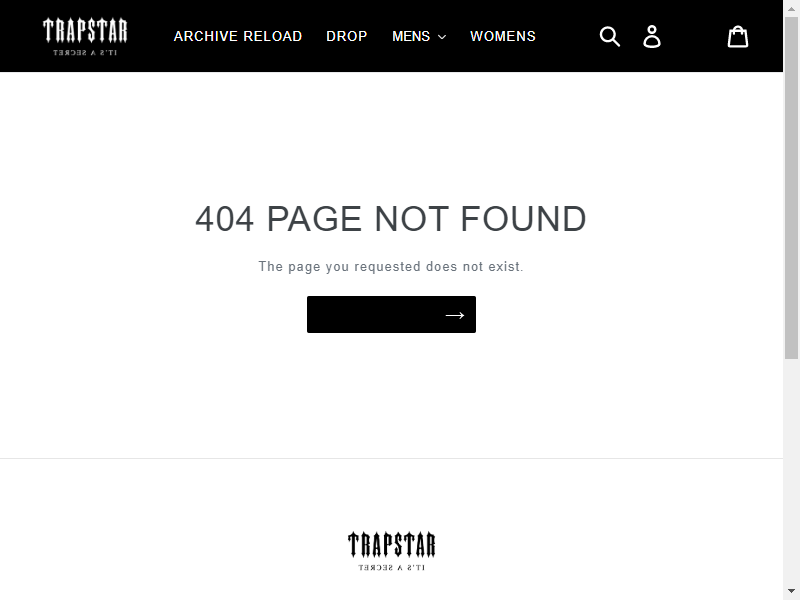 TRAPSTAR
IT'S A SECRET
ARCHIVE RELOAD
DROP
MENS
WOMENS
404 PAGE NOT FOUND
The page you requested does not exist.
TRAPSTAR
IT'S A SECRET